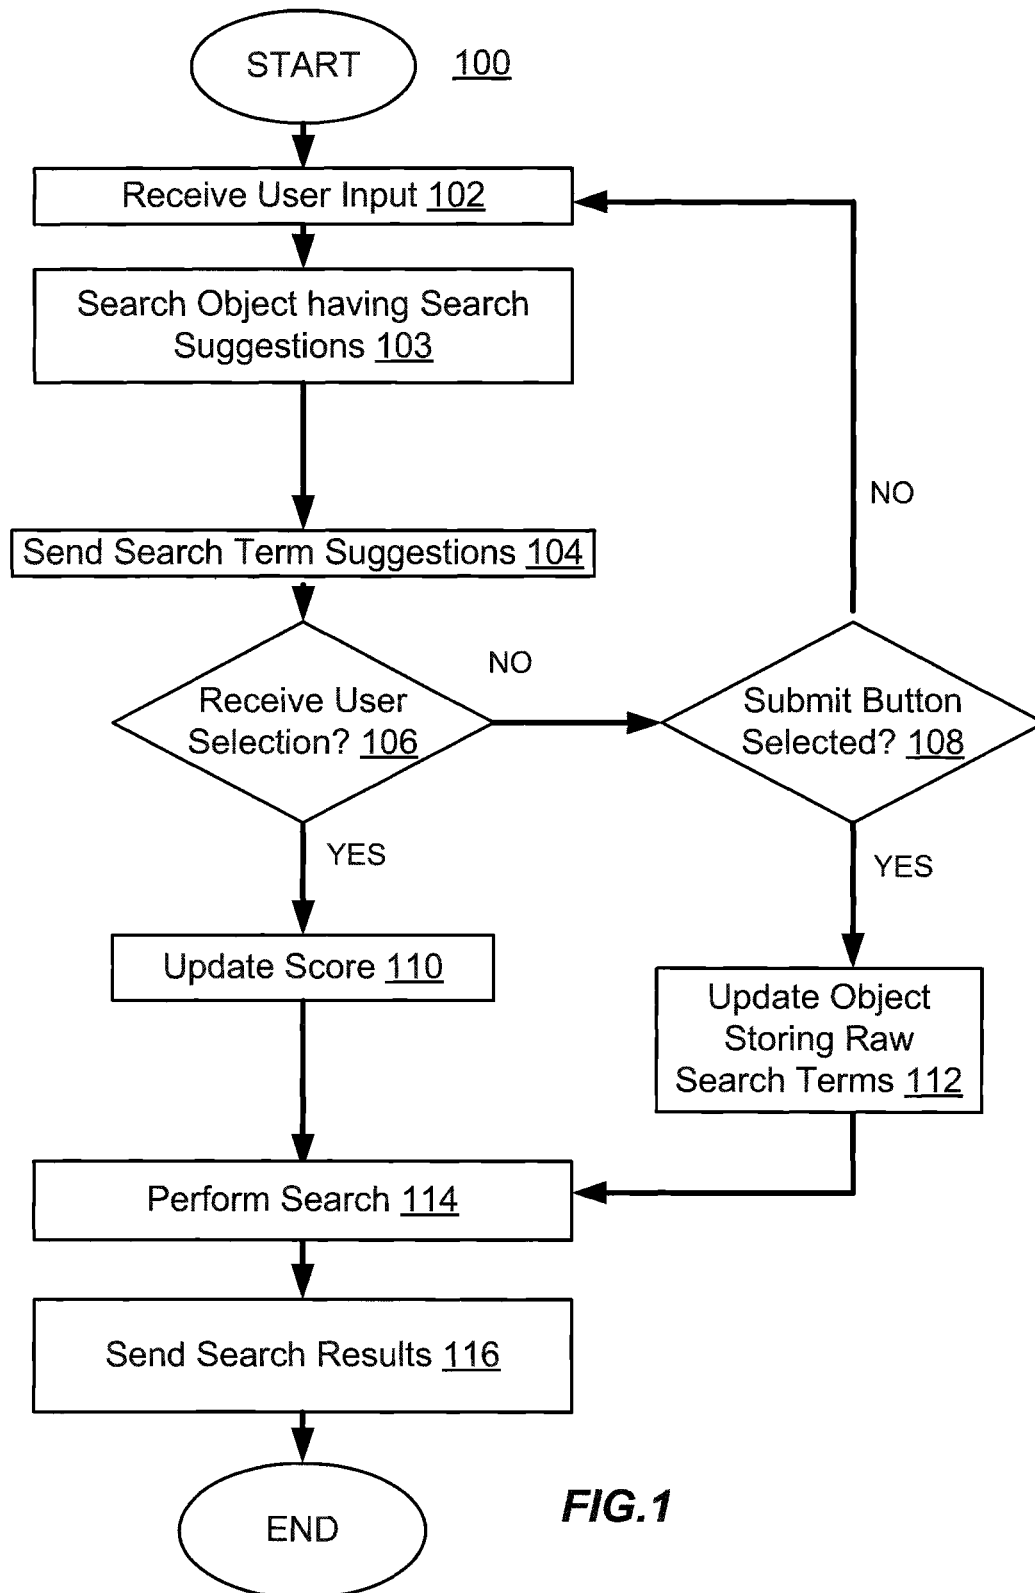 START
100
Receive User Input 102
Search Object having Search
Suggestions 103
NO
Send Search Term Suggestions 104
NO
Receive User
Selection? 106
Submit Button
Selected? 108
YES
YES
Update Score 110
Update Object
Storing Raw
Search Terms 112
Perform Search 114
Send Search Results 116
END
FIG.1